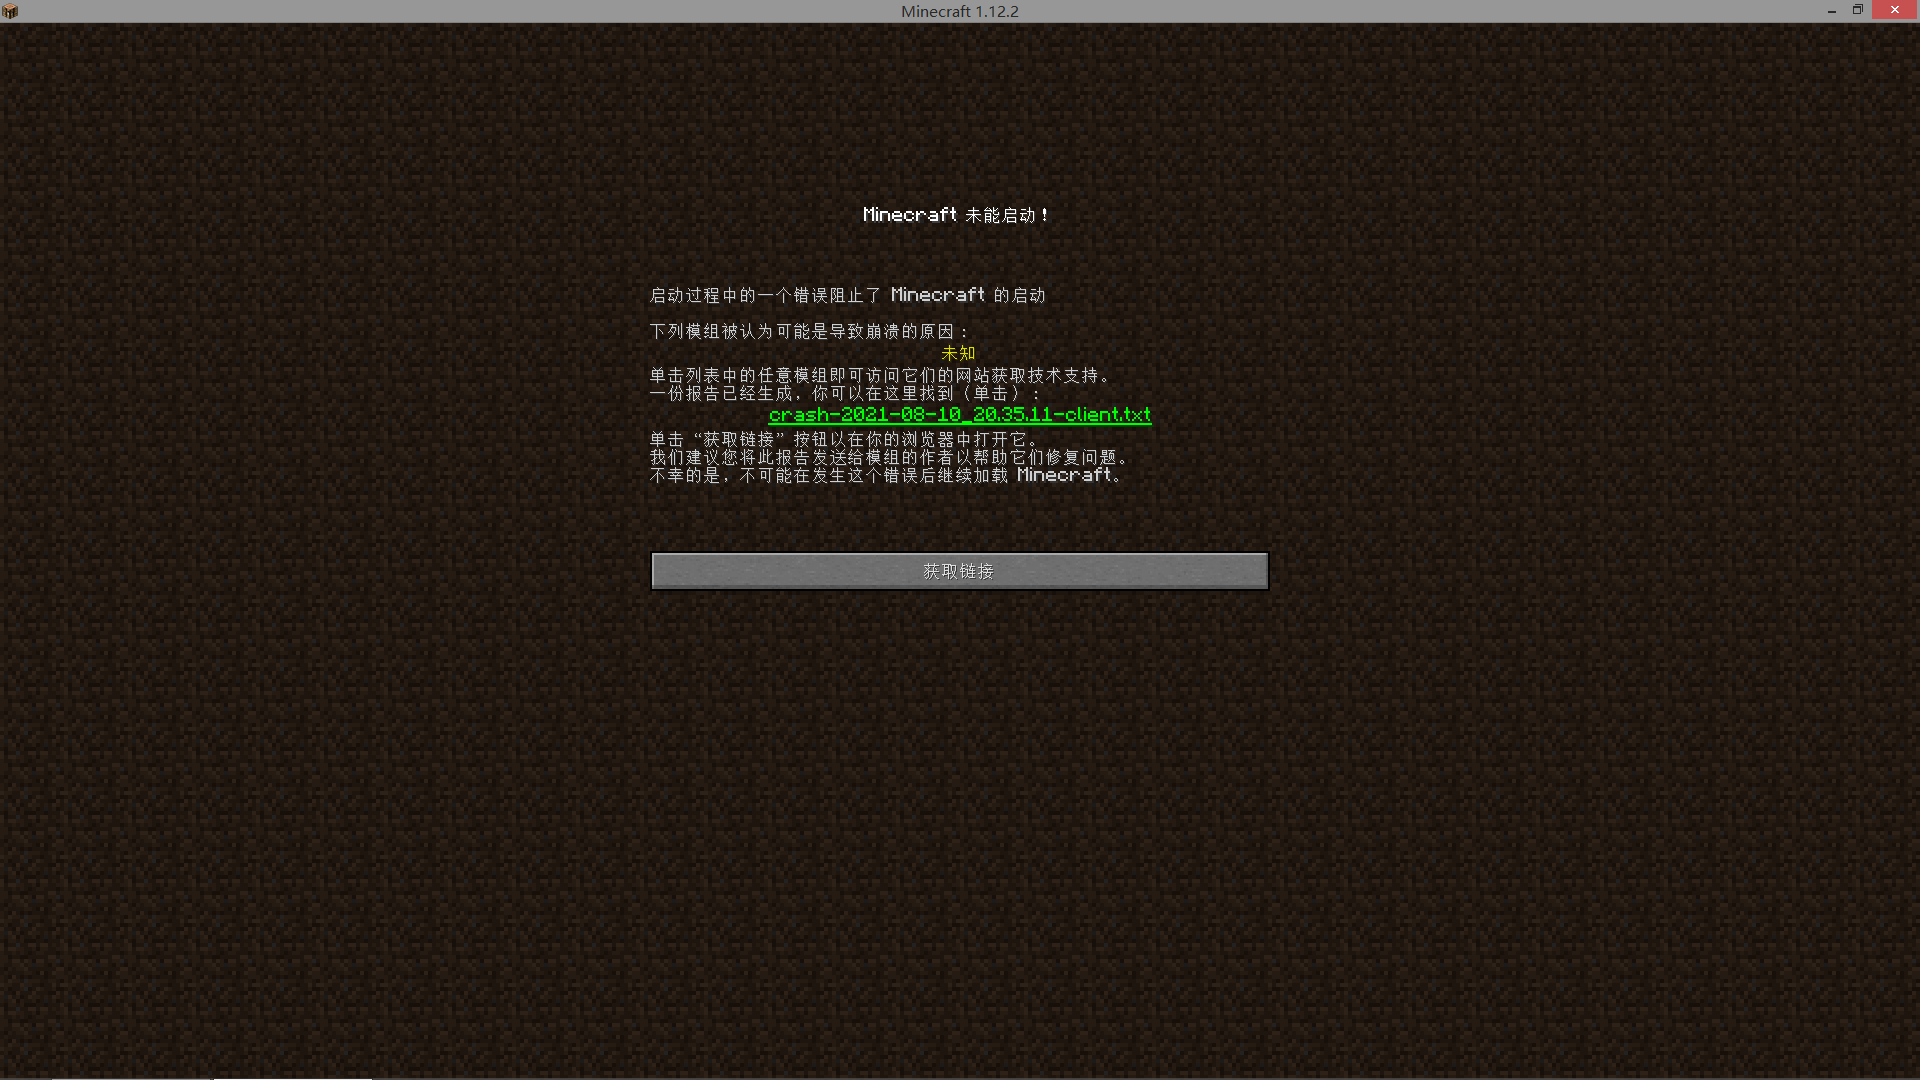 Minecraft 1.12.2
Minecraft 未能启动！
启动过程中的一个错误阻止了 Minecraft 的启动
下列模组被认为可能是导致崩溃的原因：
未知
单击列表中的任意模组即可访问它们的网站获取技术支持。
一份报告已经生成，你可以在这里找到（单击）：
crash-2021-08-10_20.35.11-client.txt
单击“获取链接”按钮以在你的浏览器中打开它。
我们建议您将此报告发送给模组的作者以帮助它们修复问题。
不幸的是，不可能在发生这个错误后继续加载 Minecraft。
获取链接